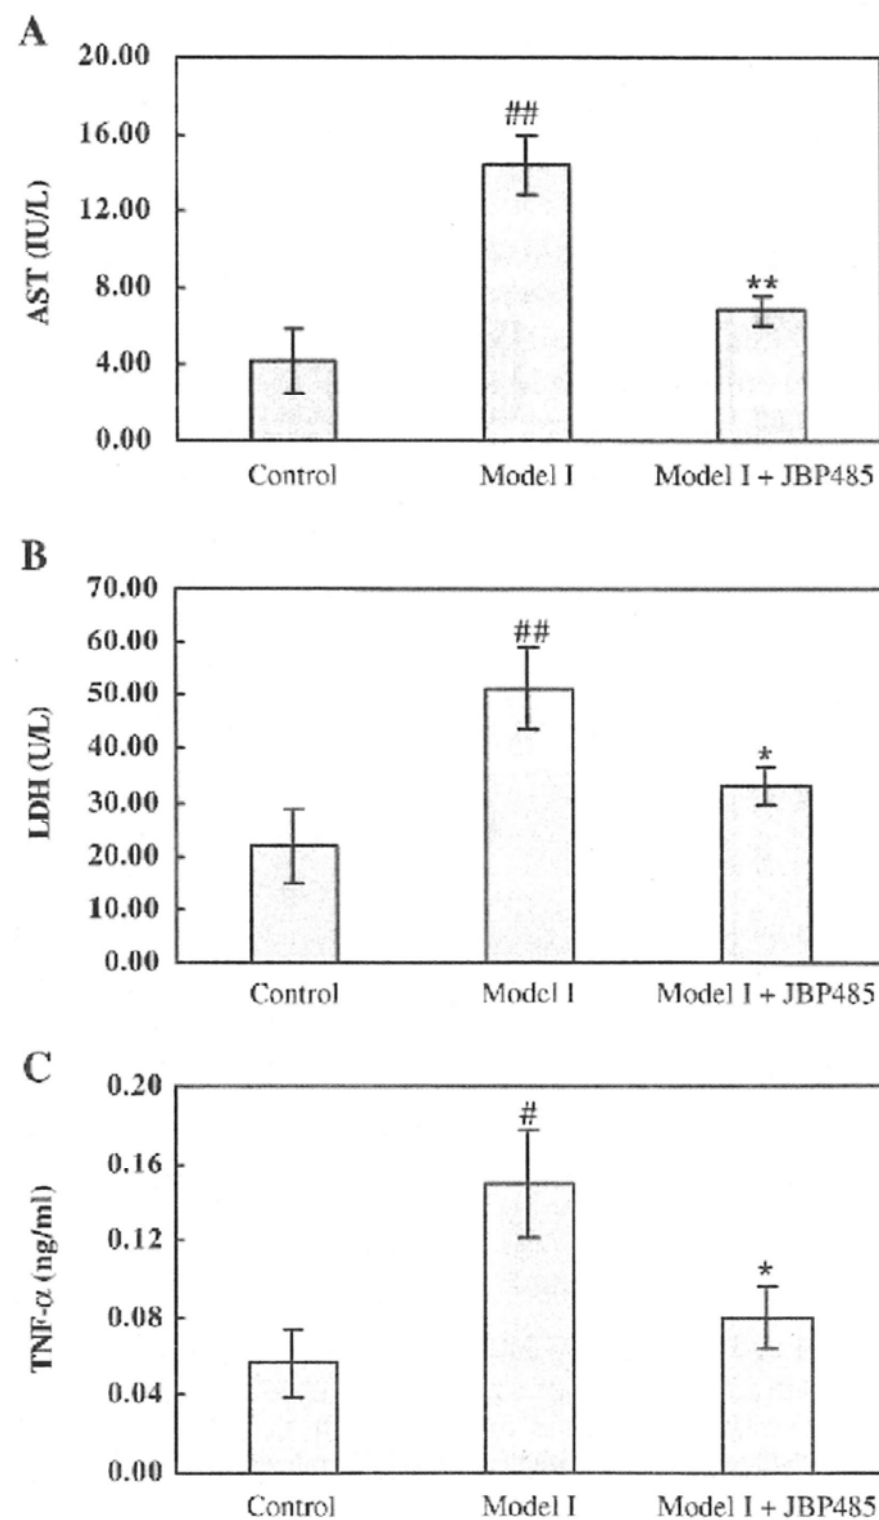 A
20.00
##
16.00
12.00
AST (IU/L)
8.00
**
4.00
0.00
Control Model I Model I + JBP485
B
70.00
##
60.00
50.00
40.00
*
LDH (U/L)
30.00
20.00
10.00
0.00
Control Model I Model I + JBP485
C
0.20
#
0.16
0.12
TNF-α (ng/ml)
*
0.08
0.04
0.00
Control Model I Model I + JBP485